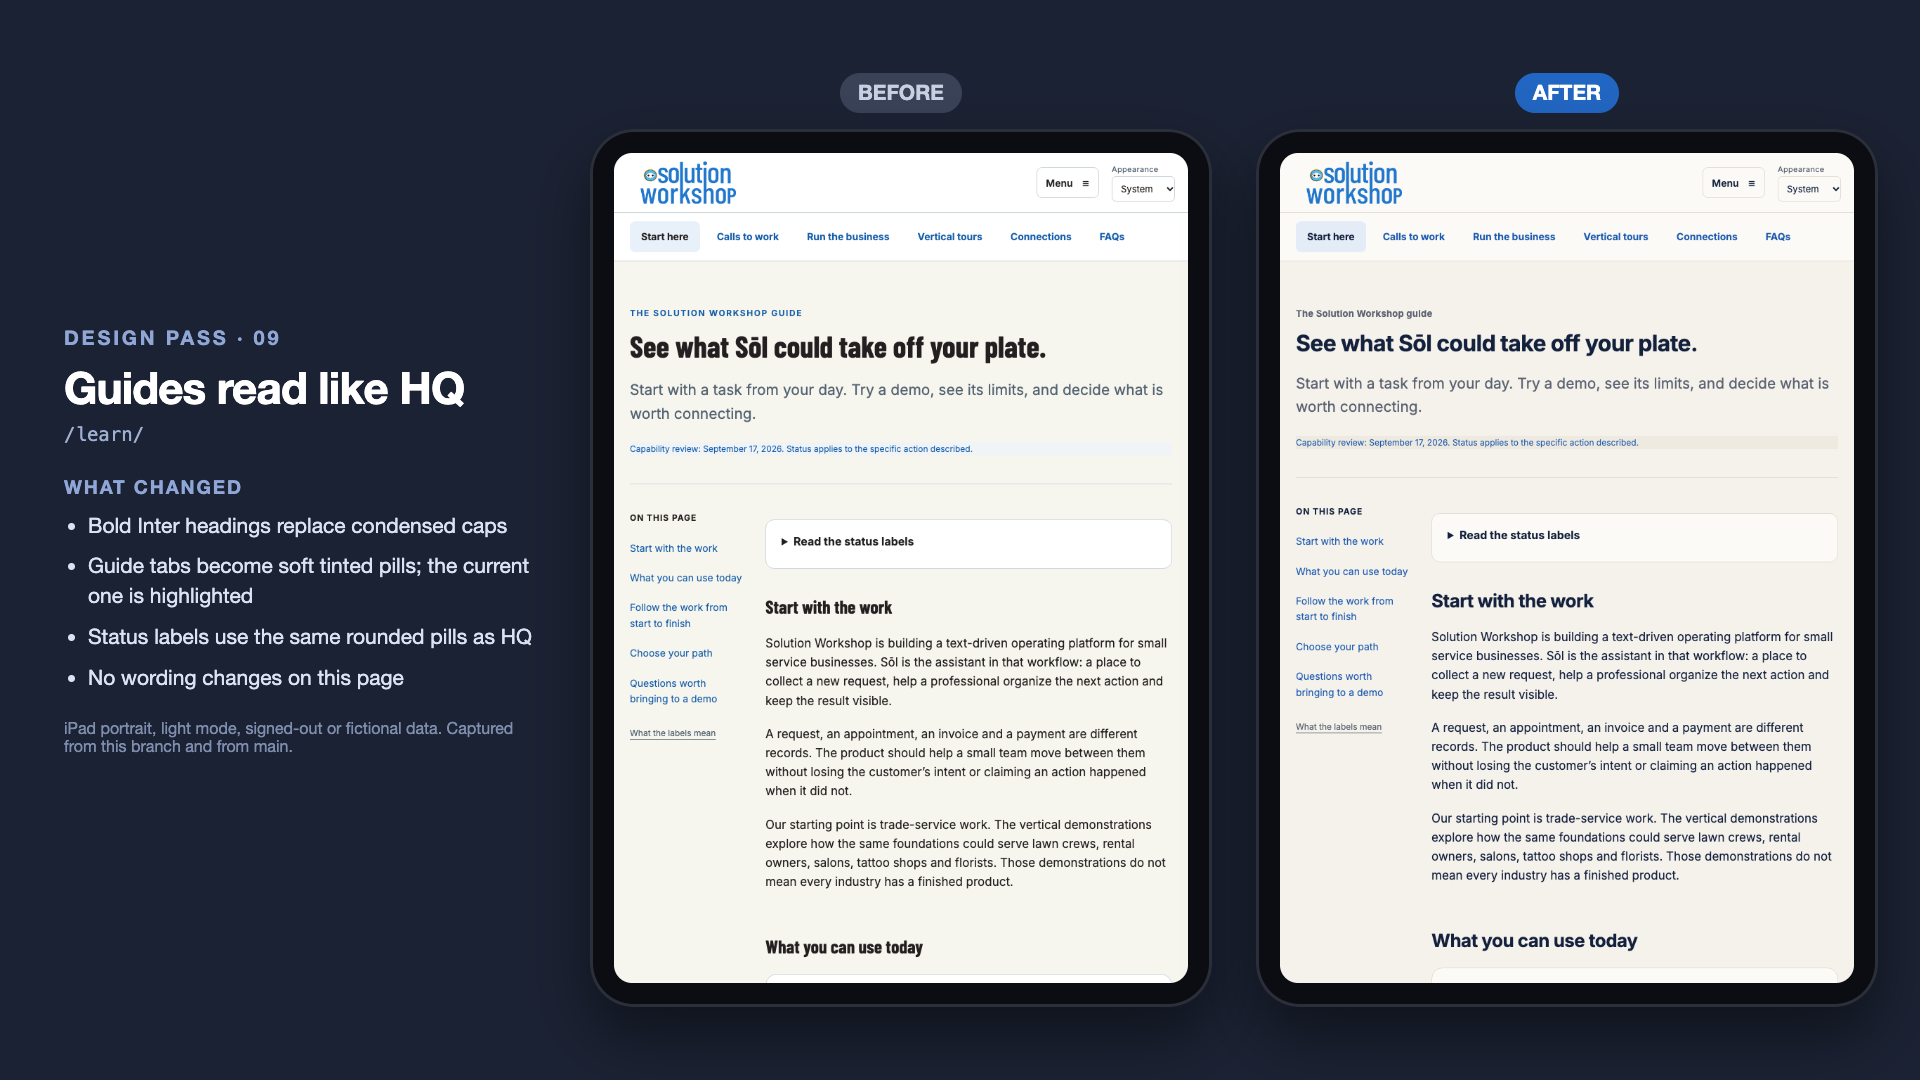 DESIGN PASS · 09
Guides read like HQ
/learn/
WHAT CHANGED
• Bold Inter headings replace condensed caps
• Guide tabs become soft tinted pills; the current
one is highlighted
• Status labels use the same rounded pills as HQ
• No wording changes on this page
iPad portrait, light mode, signed-out or fictional data. Captured
from this branch and from main.
BEFORE
solution
workshop
Menu ≡
Appearance
System
Start here Calls to work Run the business Vertical tours Connections FAQs
THE SOLUTION WORKSHOP GUIDE
See what Sōl could take off your plate.
Start with a task from your day. Try a demo, see its limits, and decide what is
worth connecting.
Capability review: September 17, 2026. Status applies to the specific action described.
ON THIS PAGE
Start with the work
What you can use today
Follow the work from
start to finish
Choose your path
Questions worth
bringing to a demo
What the labels mean
▶ Read the status labels
Start with the work
Solution Workshop is building a text-driven operating platform for small
service businesses. Sōl is the assistant in that workflow: a place to
collect a new request, help a professional organize the next action and
keep the result visible.
A request, an appointment, an invoice and a payment are different
records. The product should help a small team move between them
without losing the customer’s intent or claiming an action happened
when it did not.
Our starting point is trade-service work. The vertical demonstrations
explore how the same foundations could serve lawn crews, rental
owners, salons, tattoo shops and florists. Those demonstrations do not
mean every industry has a finished product.
What you can use today
AFTER
solution
workshop
Menu ≡
Appearance
System
Start here Calls to work Run the business Vertical tours Connections FAQs
The Solution Workshop guide
See what Sōl could take off your plate.
Start with a task from your day. Try a demo, see its limits, and decide what is
worth connecting.
Capability review: September 17, 2026. Status applies to the specific action described.
ON THIS PAGE
Start with the work
What you can use today
Follow the work from
start to finish
Choose your path
Questions worth
bringing to a demo
What the labels mean
▶ Read the status labels
Start with the work
Solution Workshop is building a text-driven operating platform for small
service businesses. Sōl is the assistant in that workflow: a place to
collect a new request, help a professional organize the next action and
keep the result visible.
A request, an appointment, an invoice and a payment are different
records. The product should help a small team move between them
without losing the customer’s intent or claiming an action happened
when it did not.
Our starting point is trade-service work. The vertical demonstrations
explore how the same foundations could serve lawn crews, rental
owners, salons, tattoo shops and florists. Those demonstrations do not
mean every industry has a finished product.
What you can use today